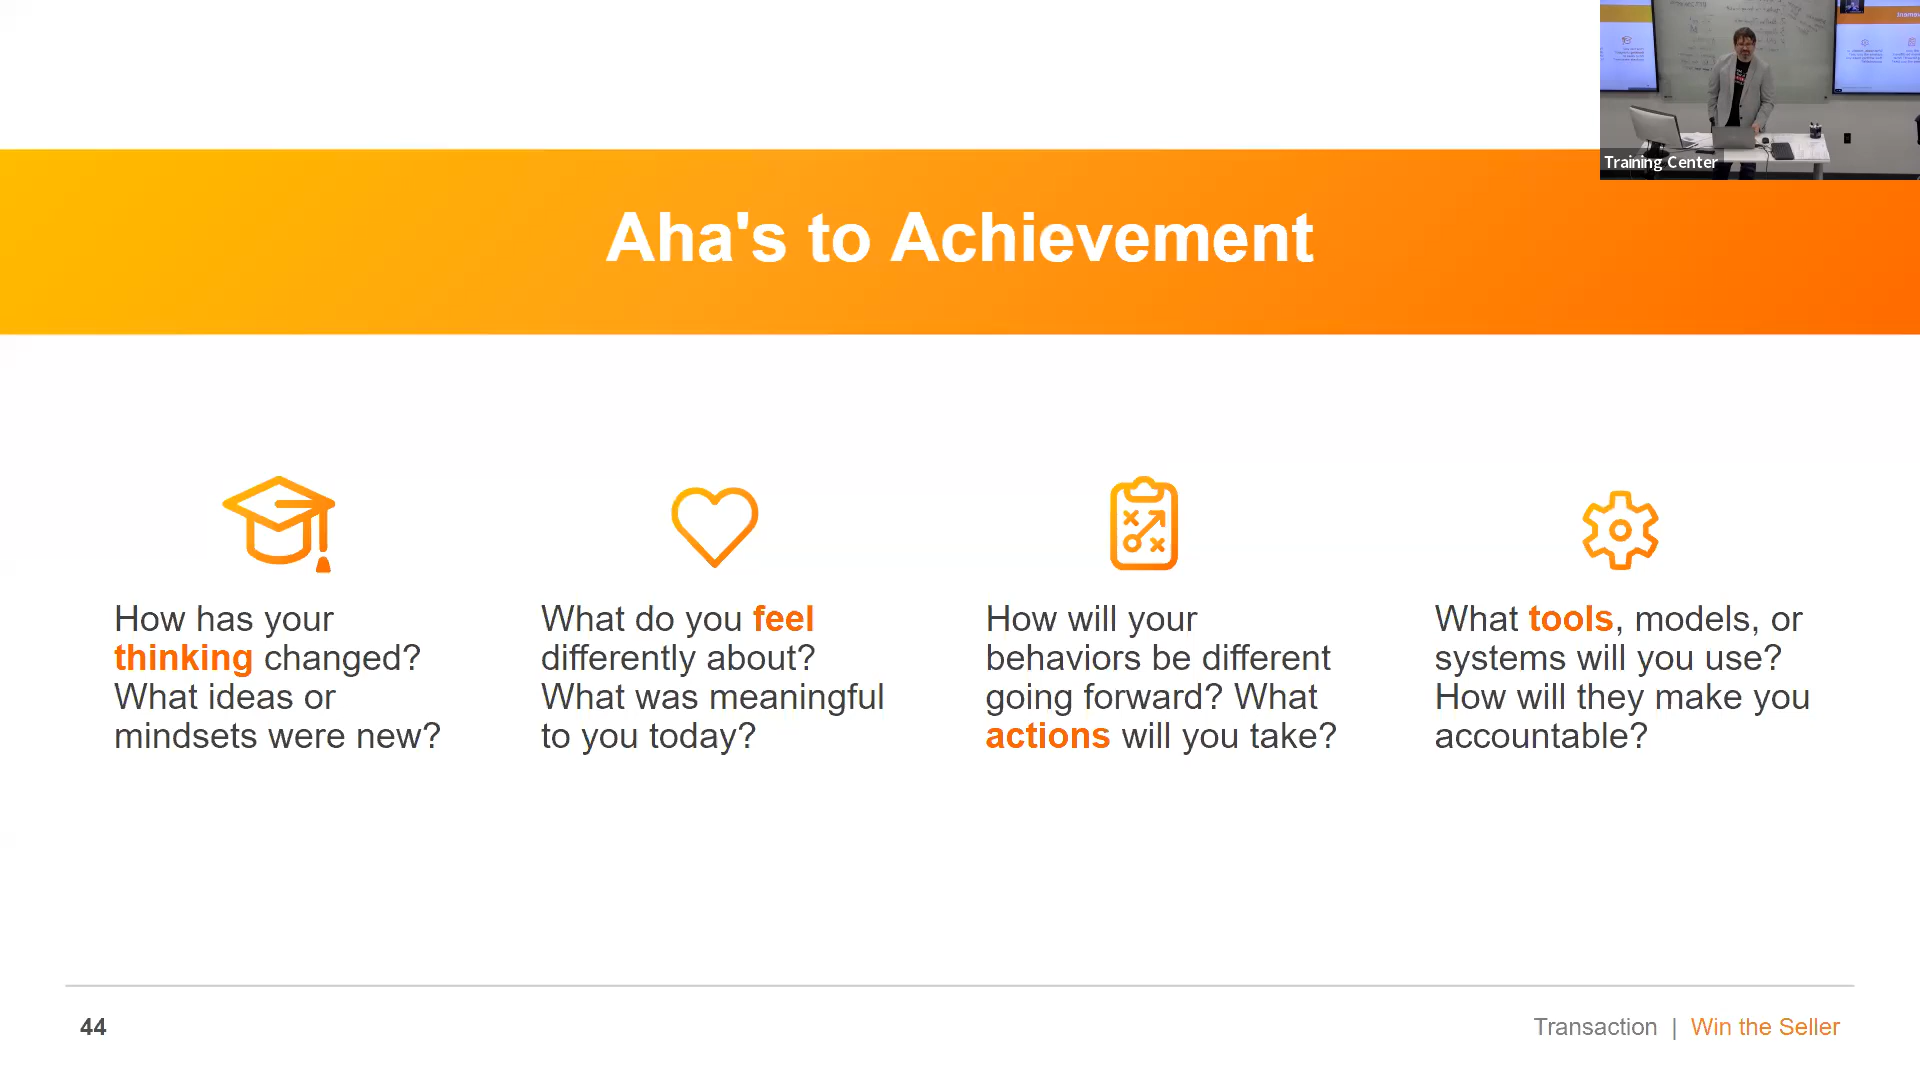 Training Center
Aha's to Achievement
How has your
thinking changed?
What ideas or
mindsets were new?
What do you feel
differently about?
What was meaningful
to you today?
How will your
behaviors be different
going forward? What
actions will you take?
What tools, models, or
systems will you use?
How will they make you
accountable?
44
Transaction | Win the Seller